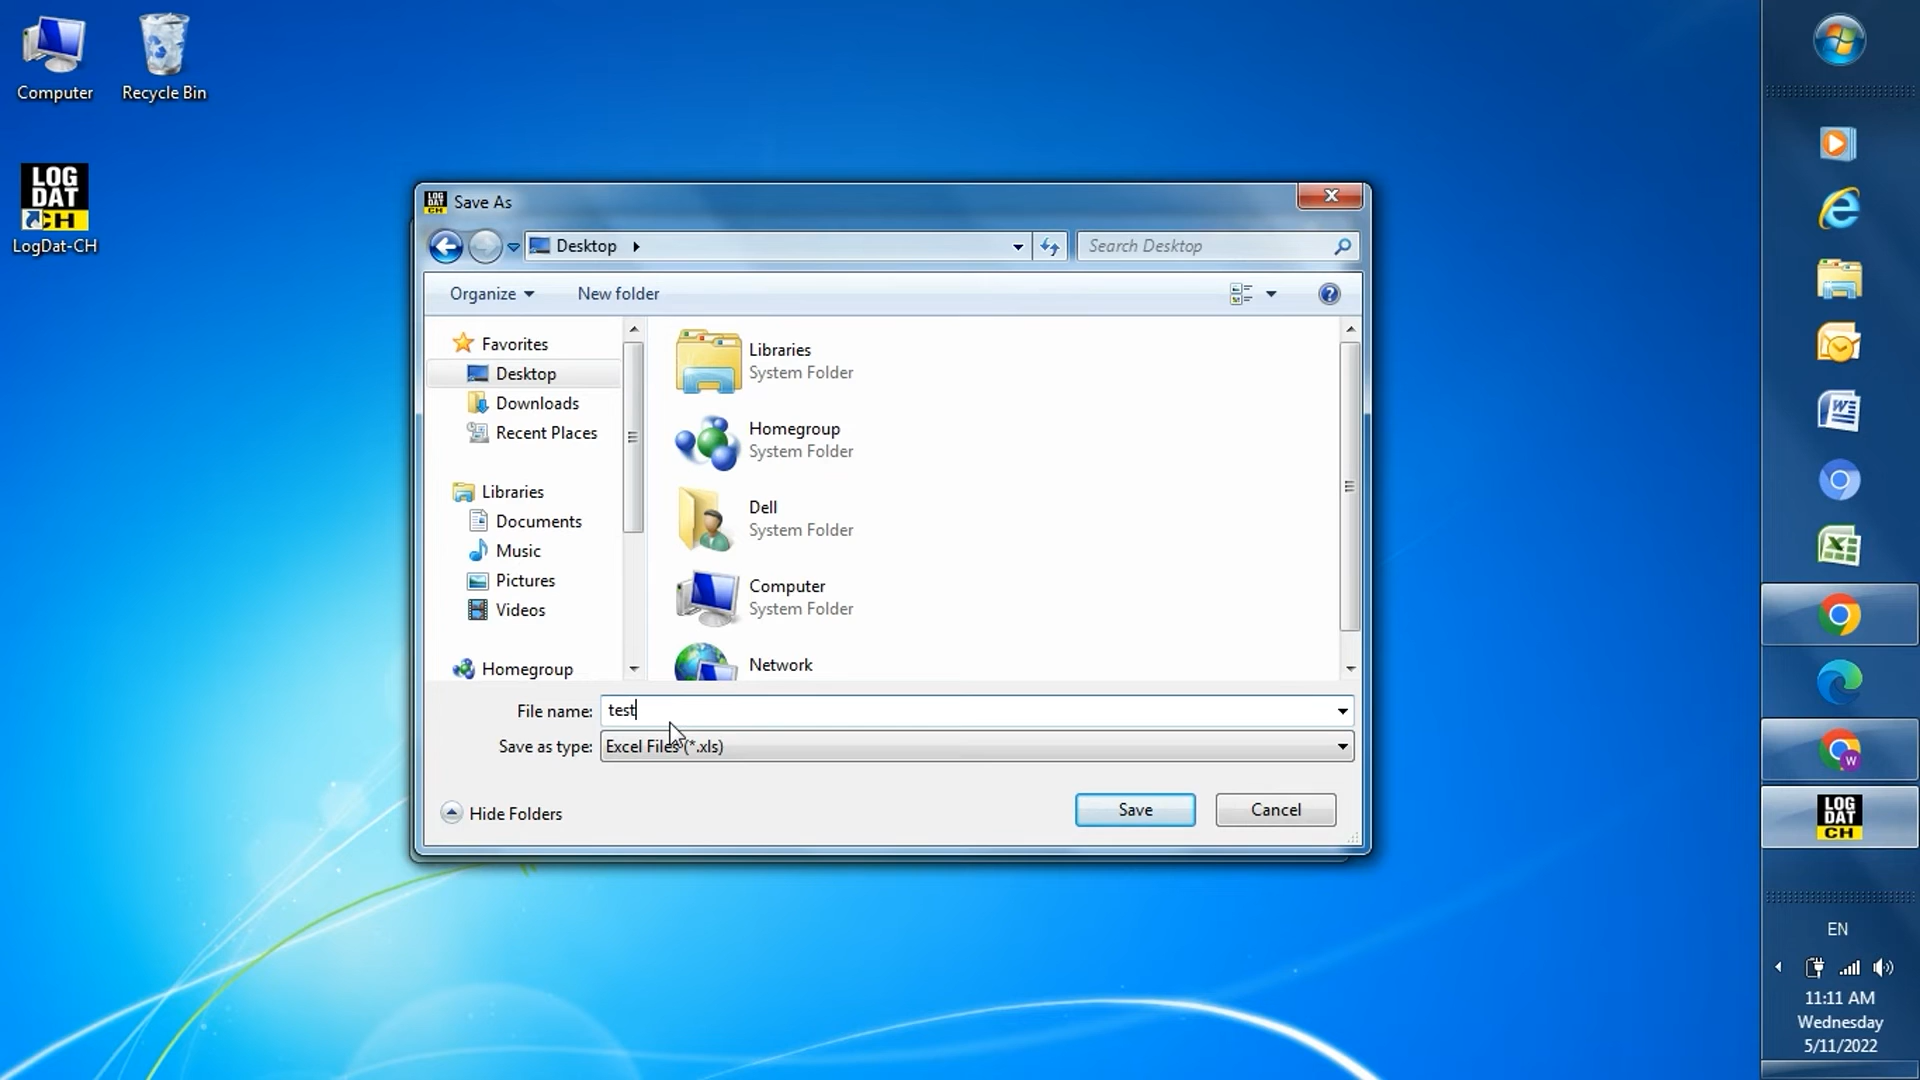 Computer
Recycle Bin
LOG
DAT
CH
LogDat-CH
LOG
DAT
CH
Save As
Desktop
Search Desktop
Organize
New folder
Favorites
Desktop
Downloads
Recent Places
Libraries
Documents
Music
Pictures
Videos
Homegroup
Libraries
System Folder
Homegroup
System Folder
Dell
System Folder
Computer
System Folder
Network
File name: test
Save as type: Excel Files (*.xls)
Hide Folders
Save
Cancel
W
LOG
DAT
CH
EN
11:11 AM
Wednesday
5/11/2022